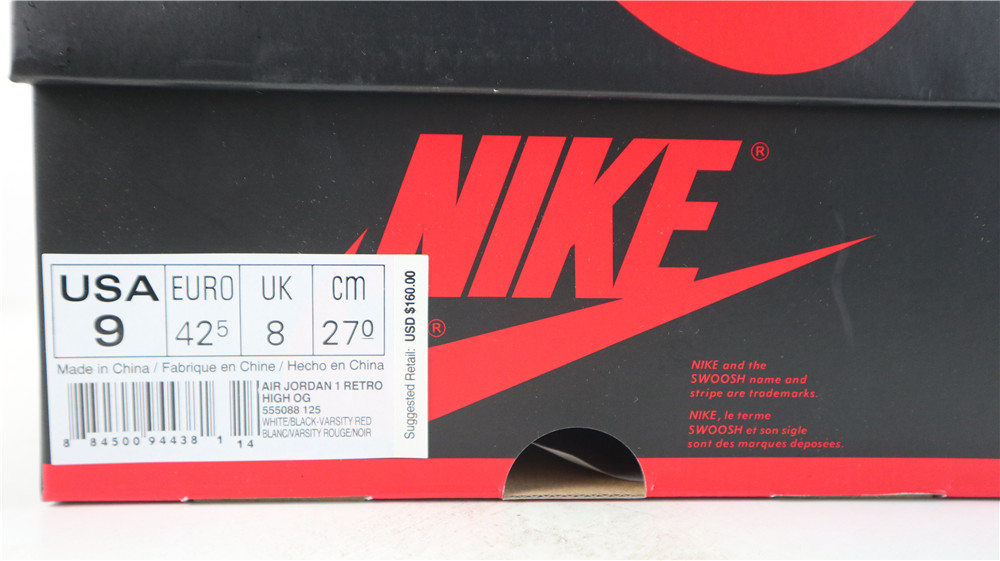 NIKE ®
®
USA EURO UK cm
9 42 5 8 27 0
Made in China / Fabrique en Chine / Hecho en China
AIR JORDAN 1 RETRO
HIGH OG
555088 125
WHITE/BLACK-VARSITY RED
BLANC/VARSITY ROUGE/NOIR
8 84500 94438 1 14
Suggested Retail: USD $160.00
NIKE and the
SWOOSH name and
stripe are trademarks.
NIKE, le terme
SWOOSH et son sigle
sont des marques déposées.